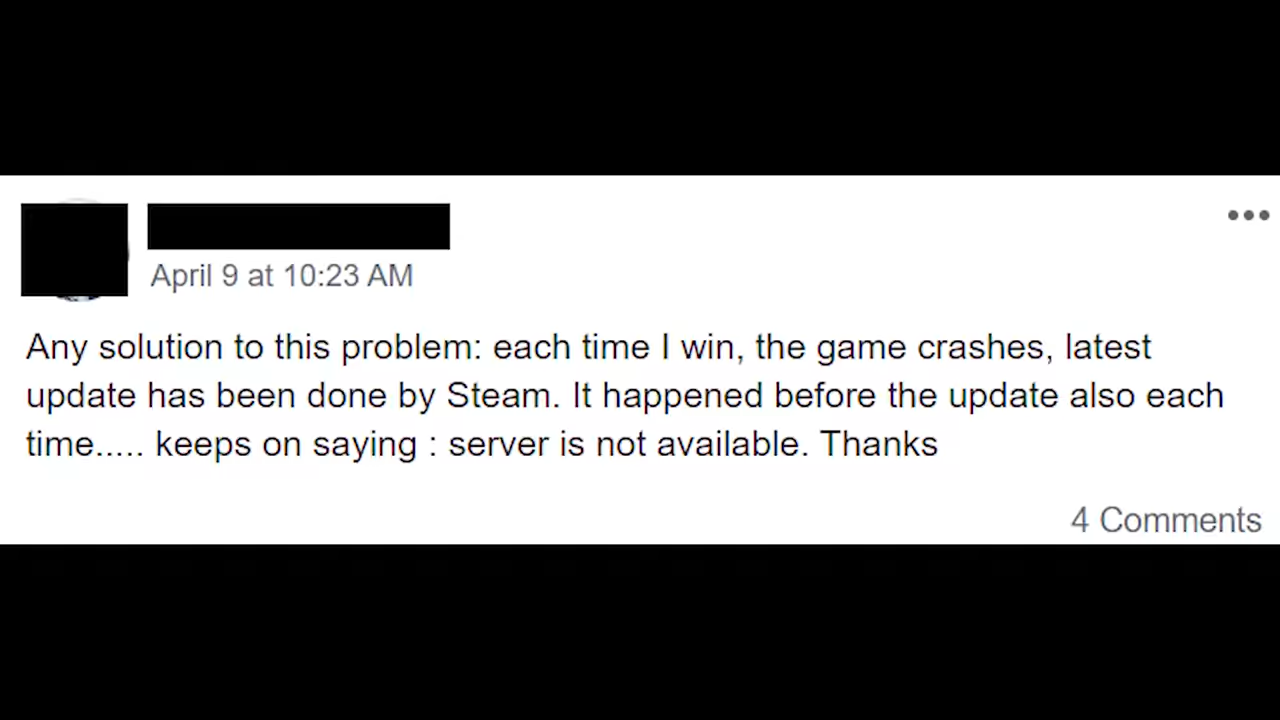 April 9 at 10:23 AM
Any solution to this problem: each time I win, the game crashes, latest
update has been done by Steam. It happened before the update also each
time..... keeps on saying : server is not available. Thanks
4 Comments